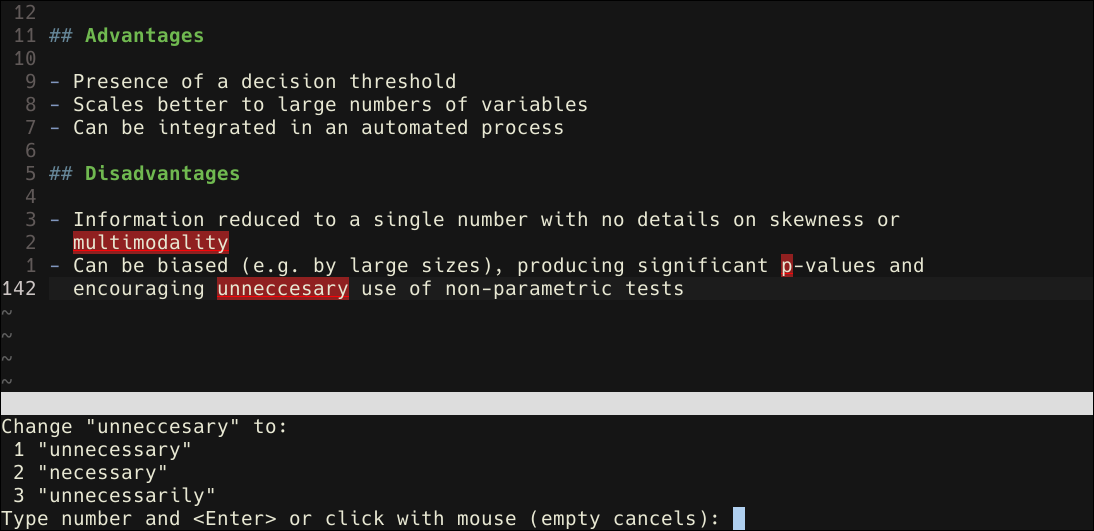 12
11 ## Advantages
10
9 - Presence of a decision threshold
8 - Scales better to large numbers of variables
7 - Can be integrated in an automated process
6
5 ## Disadvantages
4
3 - Information reduced to a single number with no details on skewness or
2 multimodality
1 - Can be biased (e.g. by large sizes), producing significant p-values and
142 encouraging unneccesary use of non-parametric tests
~
~
~
~
Change "unneccesary" to:
1 "unnecessary"
2 "necessary"
3 "unnecessarily"
Type number and <Enter> or click with mouse (empty cancels):